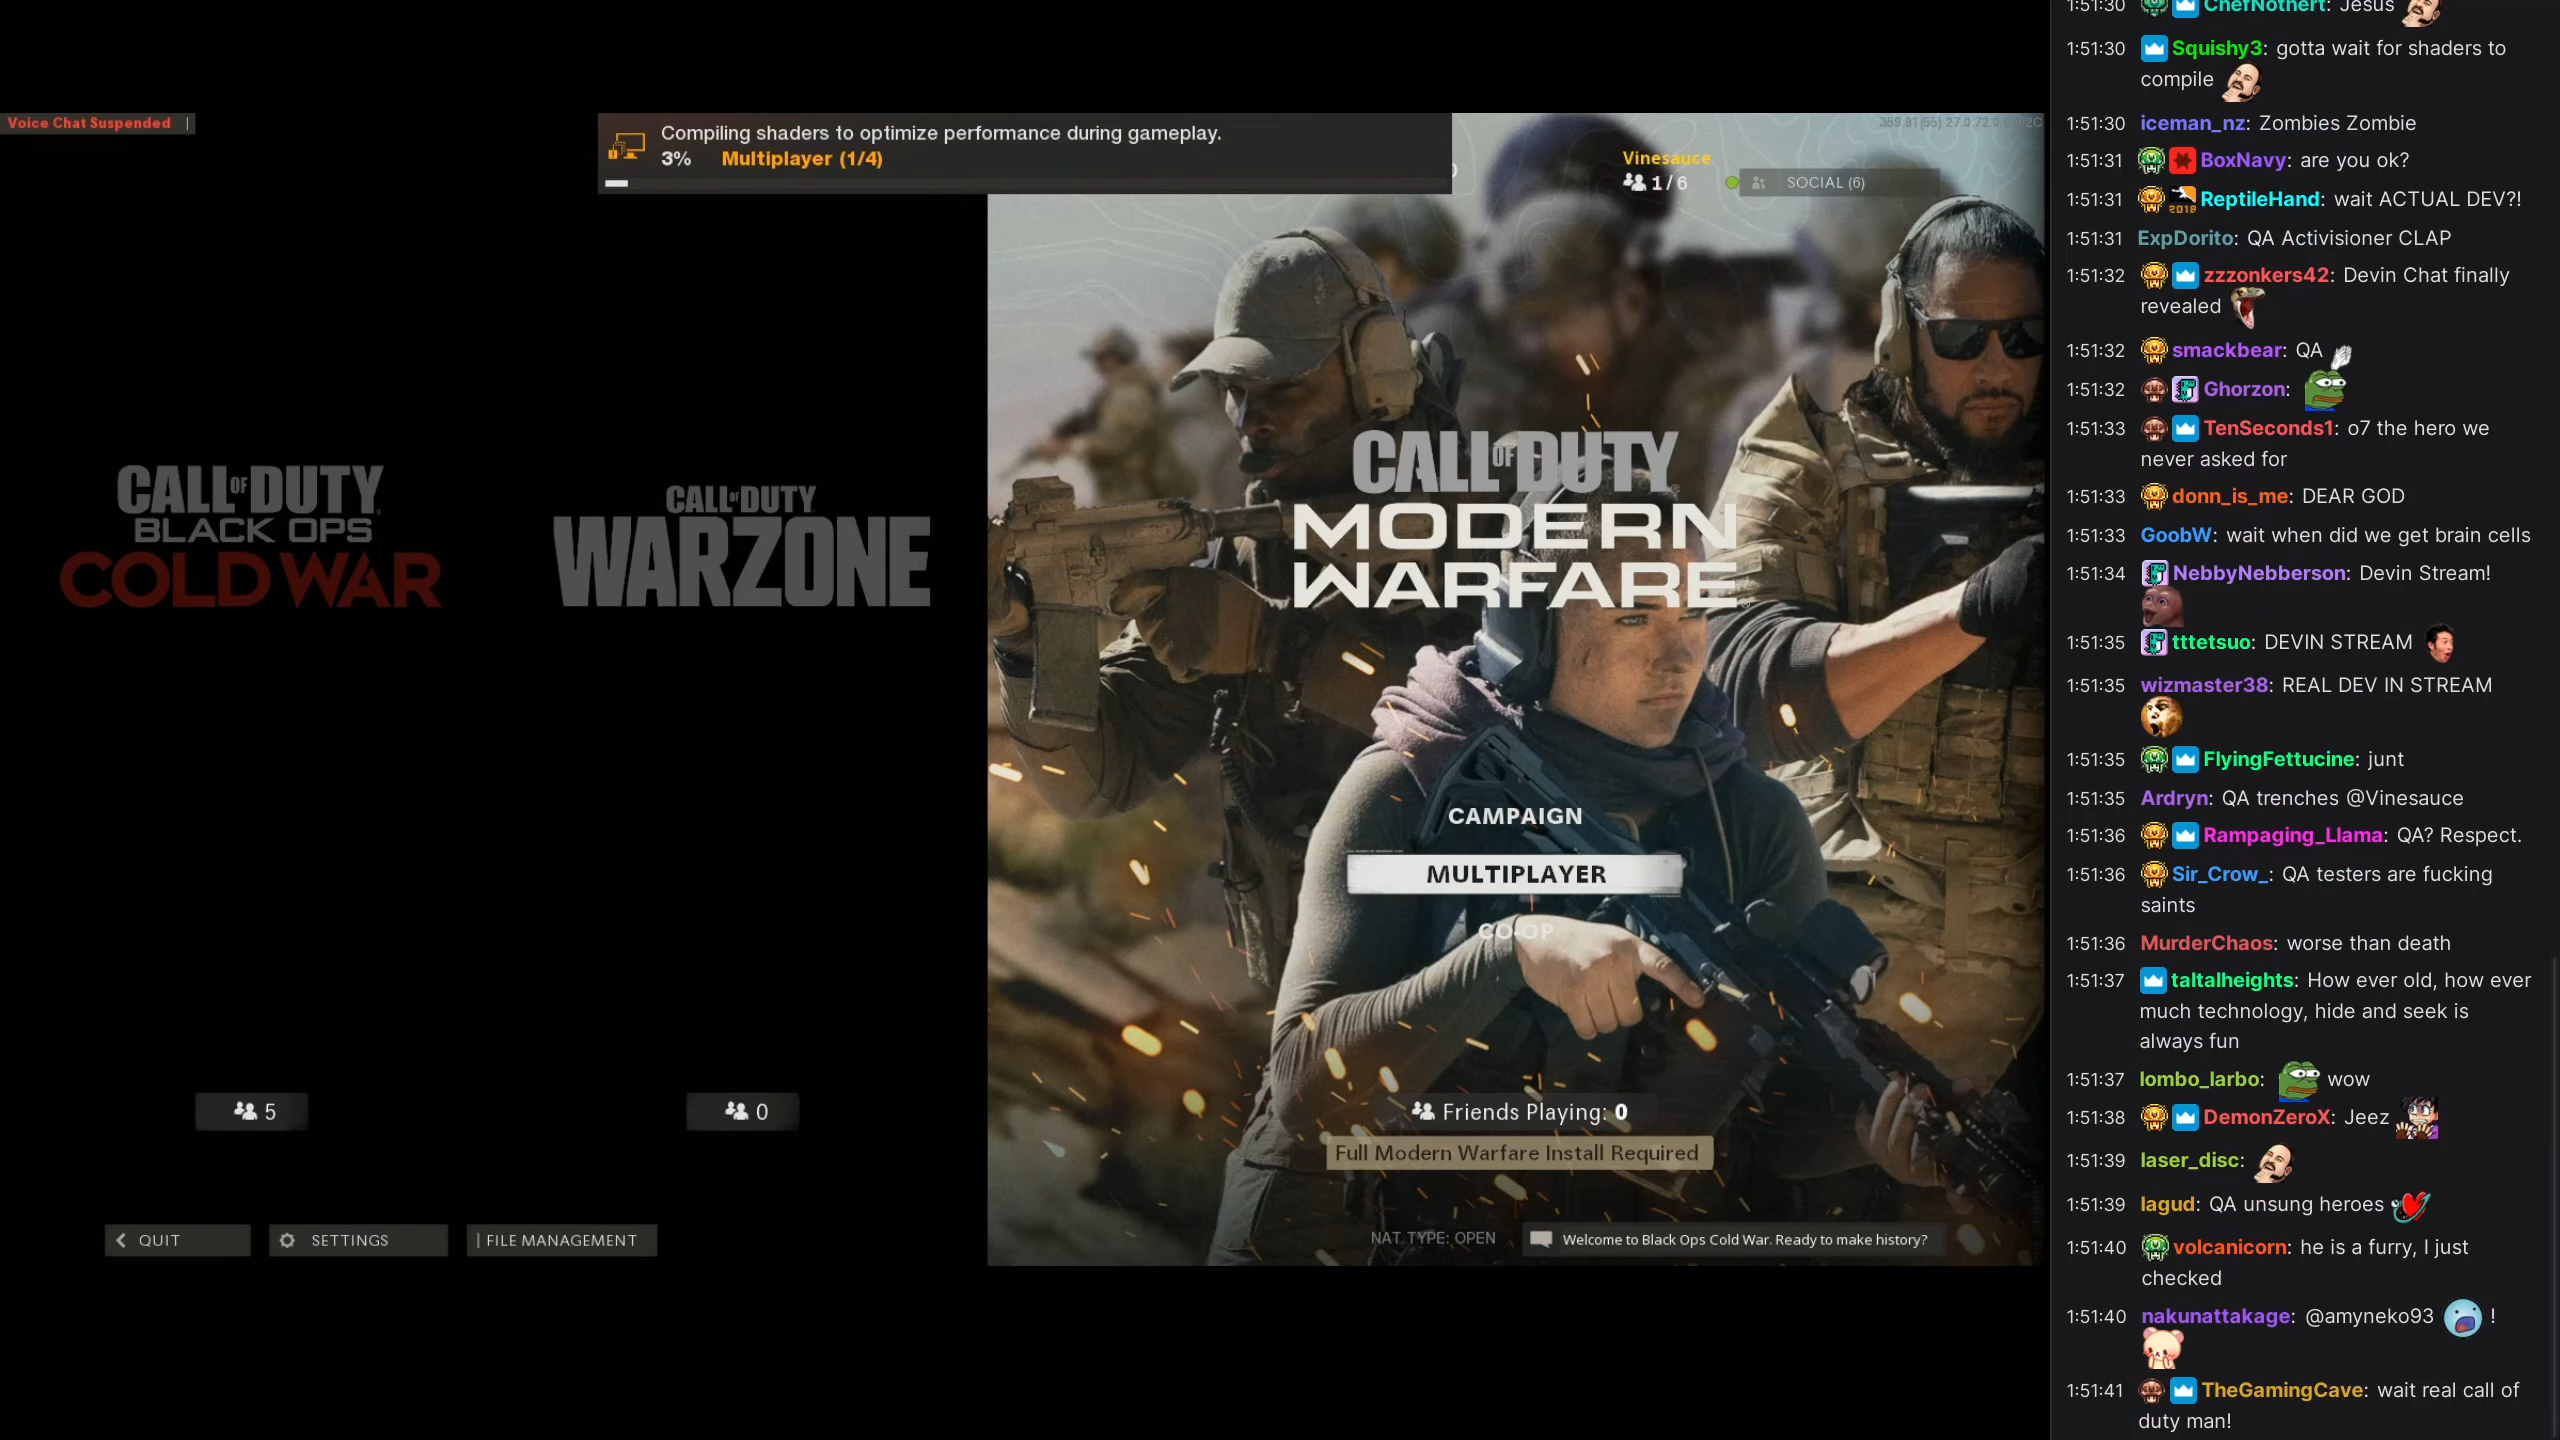 Voice Chat Suspended |
Compiling shaders to optimize performance during gameplay.
3% Multiplayer (1/4)
Vinesauce
1/6
SOCIAL (6)
CALL OF DUTY
BLACK OPS
COLD WAR
CALL OF DUTY
WARZONE
CALL OF DUTY
MODERN
WARFARE
CAMPAIGN
MULTIPLAYER
CO-OP
5
0
Friends Playing: 0
Full Modern Warfare Install Required
QUIT
SETTINGS
| FILE MANAGEMENT
NAT TYPE: OPEN
Welcome to Black Ops Cold War. Ready to make history?
1:51:30 ChefNothert: Jesus
1:51:30 Squishy3: gotta wait for shaders to
compile
1:51:30 iceman_nz: Zombies Zombie
1:51:31 BoxNavy: are you ok?
1:51:31 2018 ReptileHand: wait ACTUAL DEV?!
1:51:31 ExpDorito: QA Activisioner CLAP
1:51:32 zzzonkers42: Devin Chat finally
revealed
1:51:32 smackbear: QA
1:51:32 Ghorzon:
1:51:33 TenSeconds1: o7 the hero we
never asked for
1:51:33 donn_is_me: DEAR GOD
1:51:33 GoobW: wait when did we get brain cells
1:51:34 NebbyNebberson: Devin Stream!
1:51:35 tttetsuo: DEVIN STREAM
1:51:35 wizmaster38: REAL DEV IN STREAM
1:51:35 FlyingFettucine: junt
1:51:35 Ardryn: QA trenches @Vinesauce
1:51:36 Rampaging_Llama: QA? Respect.
1:51:36 Sir_Crow_: QA testers are fucking
saints
1:51:36 MurderChaos: worse than death
1:51:37 taltalheights: How ever old, how ever
much technology, hide and seek is
always fun
1:51:37 lombo_larbo: wow
1:51:38 DemonZeroX: Jeez
1:51:39 laser_disc:
1:51:39 lagud: QA unsung heroes
1:51:40 volcanicorn: he is a furry, I just
checked
1:51:40 nakunattakage: @amyneko93 !
1:51:41 TheGamingCave: wait real call of
duty man!